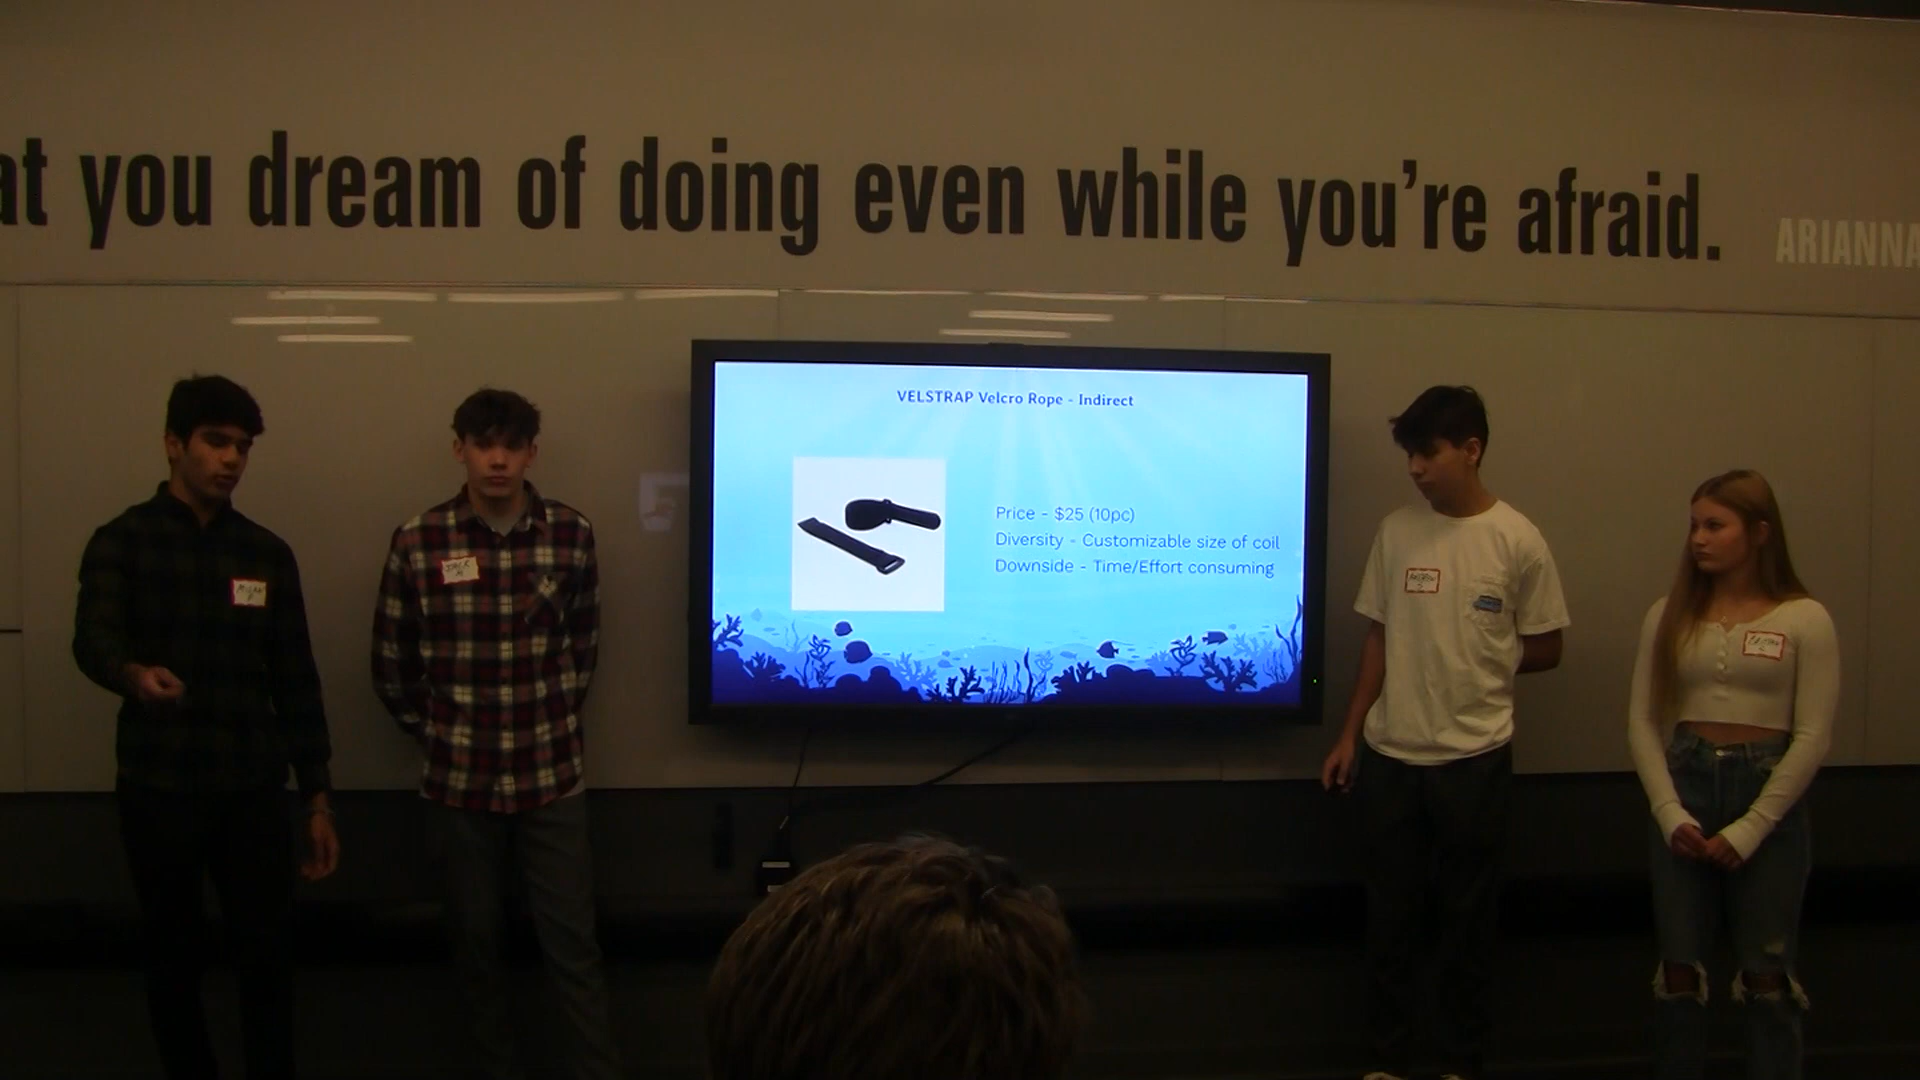 at you dream of doing even while you're afraid.
ARIANNA
VELSTRAP Velcro Rope - Indirect
Price - $25 (10pc)
Diversity - Customizable size of coil
Downside - Time/Effort consuming